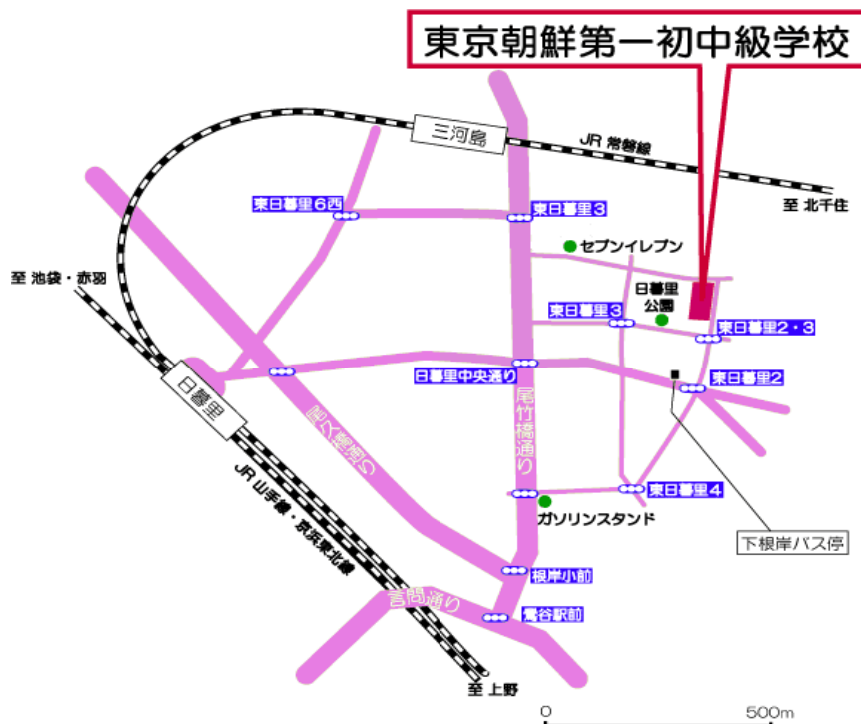 東京朝鮮第一初中級学校
三河島
JR 常磐線
至 北千住
東日暮里6西
東日暮里3
セブンイレブン
至 池袋・赤羽
日暮里
公園
東日暮里3
東日暮里2・3
日暮里中央通り
東日暮里2
日暮里
尾竹橋通り
尾久橋通り
東日暮里4
ガソリンスタンド
JR 山手線・京浜東北線
下根岸バス停
根岸小前
言問通り
鶯谷駅前
至 上野
0
500m